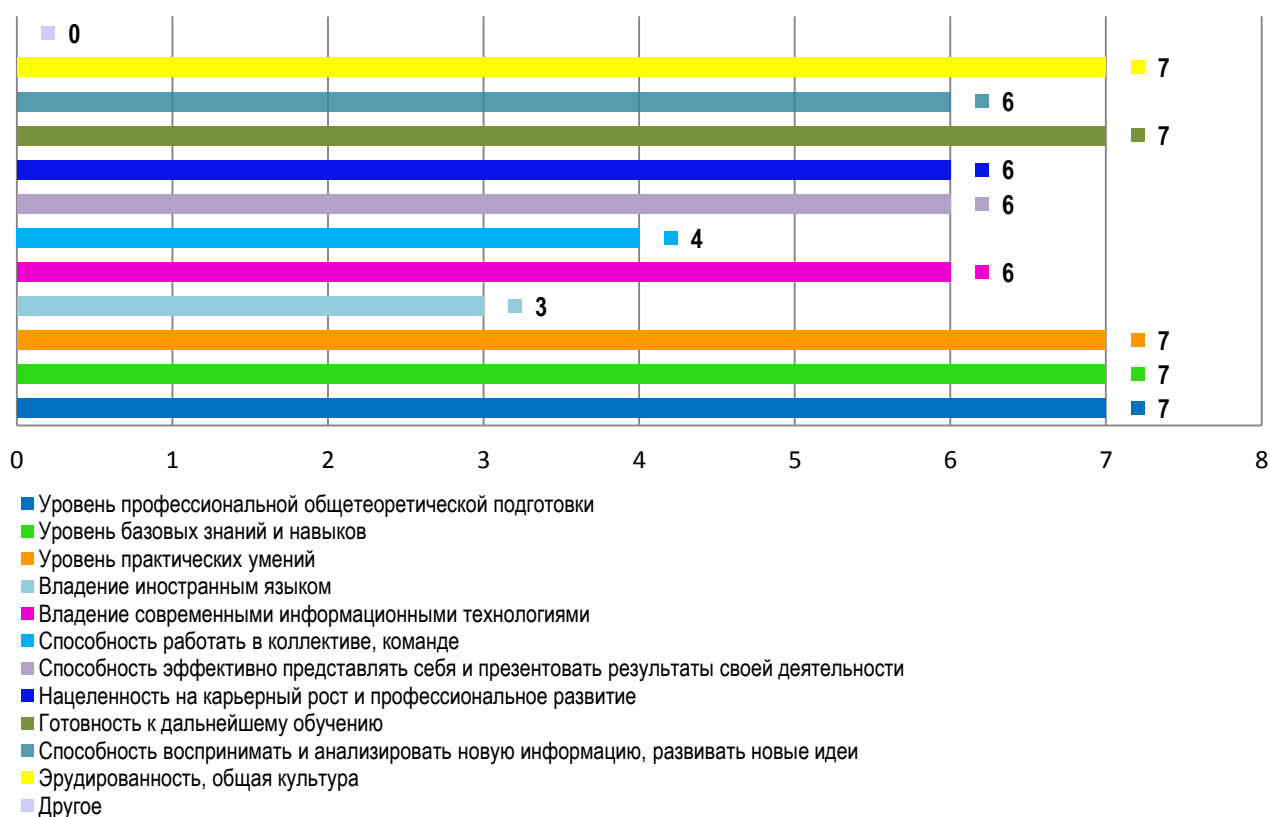 0
7
6
7
6
6
4
6
3
7
7
7
0 1 2 3 4 5 6 7 8
Уровень профессиональной общетеоретической подготовки
Уровень базовых знаний и навыков
Уровень практических умений
Владение иностранным языком
Владение современными информационными технологиями
Способность работать в коллективе, команде
Способность эффективно представлять себя и презентовать результаты своей деятельности
Нацеленность на карьерный рост и профессиональное развитие
Готовность к дальнейшему обучению
Способность воспринимать и анализировать новую информацию, развивать новые идеи
Эрудированность, общая культура
Другое